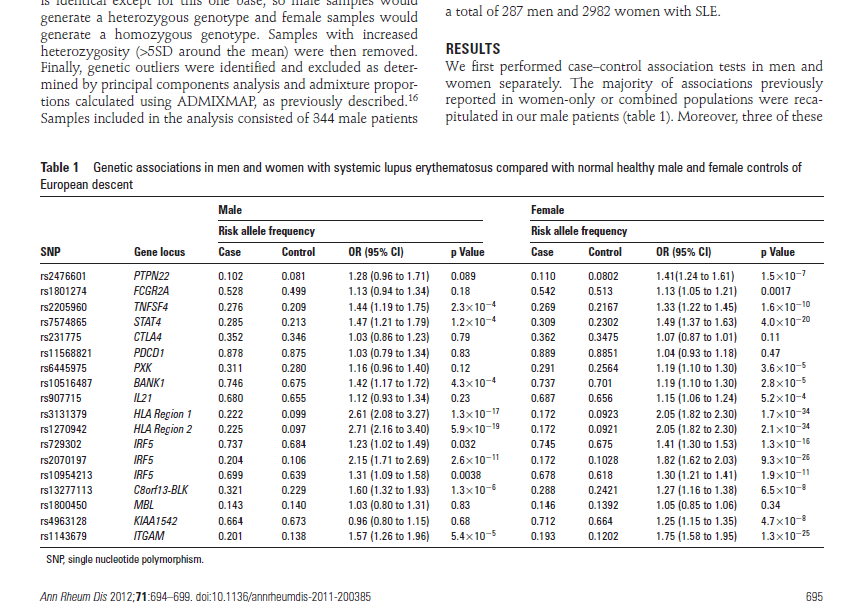 is identical except for this one base, so male samples would
generate a heterozygous genotype and female samples would
generate a homozygous genotype. Samples with increased
heterozygosity (>5SD around the mean) were then removed.
Finally, genetic outliers were identified and excluded as deter-
mined by principal components analysis and admixture propor-
tions calculated using ADMIXMAP, as previously described.16
Samples included in the analysis consisted of 344 male patients
a total of 287 men and 2982 women with SLE.
RESULTS
We first performed case–control association tests in men and
women separately. The majority of associations previously
reported in women-only or combined populations were reca-
pitulated in our male patients (table 1). Moreover, three of these
Table 1 Genetic associations in men and women with systemic lupus erythematosus compared with normal healthy male and female controls of
European descent
Male Female
Risk allele frequency Risk allele frequency
SNP Gene locus Case Control OR (95% CI) p Value Case Control OR (95% CI) p Value
rs2476601 PTPN22 0.102 0.081 1.28 (0.96 to 1.71) 0.089 0.110 0.0802 1.41(1.24 to 1.61) 1.5×10−7
rs1801274 FCGR2A 0.528 0.499 1.13 (0.94 to 1.34) 0.18 0.542 0.513 1.13 (1.05 to 1.21) 0.0017
rs2205960 TNFSF4 0.276 0.209 1.44 (1.19 to 1.75) 2.3×10−4 0.269 0.2167 1.33 (1.22 to 1.45) 1.6×10−10
rs7574865 STAT4 0.285 0.213 1.47 (1.21 to 1.79) 1.2×10−4 0.309 0.2302 1.49 (1.37 to 1.63) 4.0×10−20
rs231775 CTLA4 0.352 0.346 1.03 (0.86 to 1.23) 0.79 0.362 0.3475 1.07 (0.87 to 1.01) 0.11
rs11568821 PDCD1 0.878 0.875 1.03 (0.79 to 1.34) 0.83 0.889 0.8851 1.04 (0.93 to 1.18) 0.47
rs6445975 PXK 0.311 0.280 1.16 (0.96 to 1.40) 0.12 0.291 0.2564 1.19 (1.10 to 1.30) 3.6×10−5
rs10516487 BANK1 0.746 0.675 1.42 (1.17 to 1.72) 4.3×10−4 0.737 0.701 1.19 (1.10 to 1.30) 2.8×10−5
rs907715 IL21 0.680 0.655 1.12 (0.93 to 1.34) 0.23 0.687 0.656 1.15 (1.06 to 1.24) 5.2×10−4
rs3131379 HLA Region 1 0.222 0.099 2.61 (2.08 to 3.27) 1.3×10−17 0.172 0.0923 2.05 (1.82 to 2.30) 1.7×10−34
rs1270942 HLA Region 2 0.225 0.097 2.71 (2.16 to 3.40) 5.9×10−19 0.172 0.0921 2.05 (1.82 to 2.30) 2.1×10−34
rs729302 IRF5 0.737 0.684 1.23 (1.02 to 1.49) 0.032 0.745 0.675 1.41 (1.30 to 1.53) 1.3×10−16
rs2070197 IRF5 0.204 0.106 2.15 (1.71 to 2.69) 2.6×10−11 0.172 0.1028 1.82 (1.62 to 2.03) 9.3×10−26
rs10954213 IRF5 0.699 0.639 1.31 (1.09 to 1.58) 0.0038 0.678 0.618 1.30 (1.21 to 1.41) 1.9×10−11
rs13277113 C8orf13-BLK 0.321 0.229 1.60 (1.32 to 1.93) 1.3×10−6 0.288 0.2421 1.27 (1.16 to 1.38) 6.5×10−8
rs1800450 MBL 0.143 0.140 1.03 (0.80 to 1.31) 0.83 0.146 0.1392 1.05 (0.85 to 1.06) 0.34
rs4963128 KIAA1542 0.664 0.673 0.96 (0.80 to 1.15) 0.68 0.712 0.664 1.25 (1.15 to 1.35) 4.7×10−8
rs1143679 ITGAM 0.201 0.138 1.57 (1.26 to 1.96) 5.4×10−5 0.193 0.1202 1.75 (1.58 to 1.95) 1.3×10−25
SNP, single nucleotide polymorphism.
Ann Rheum Dis 2012;71:694–699. doi:10.1136/annrheumdis-2011-200385 695